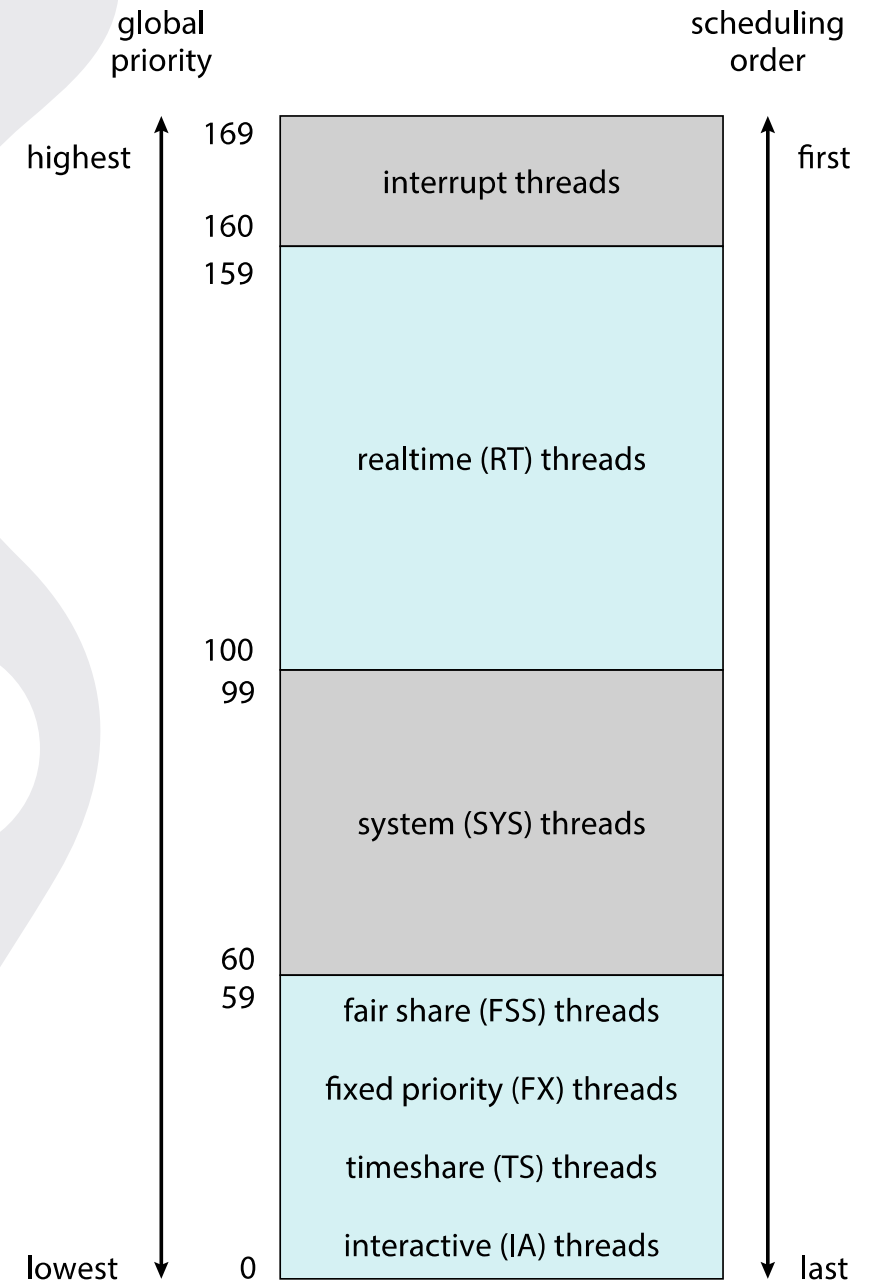 global
priority
scheduling
order
highest
169
interrupt threads
first
160
159
realtime (RT) threads
100
99
system (SYS) threads
60
59
fair share (FSS) threads
fixed priority (FX) threads
timeshare (TS) threads
interactive (IA) threads
lowest
0
last